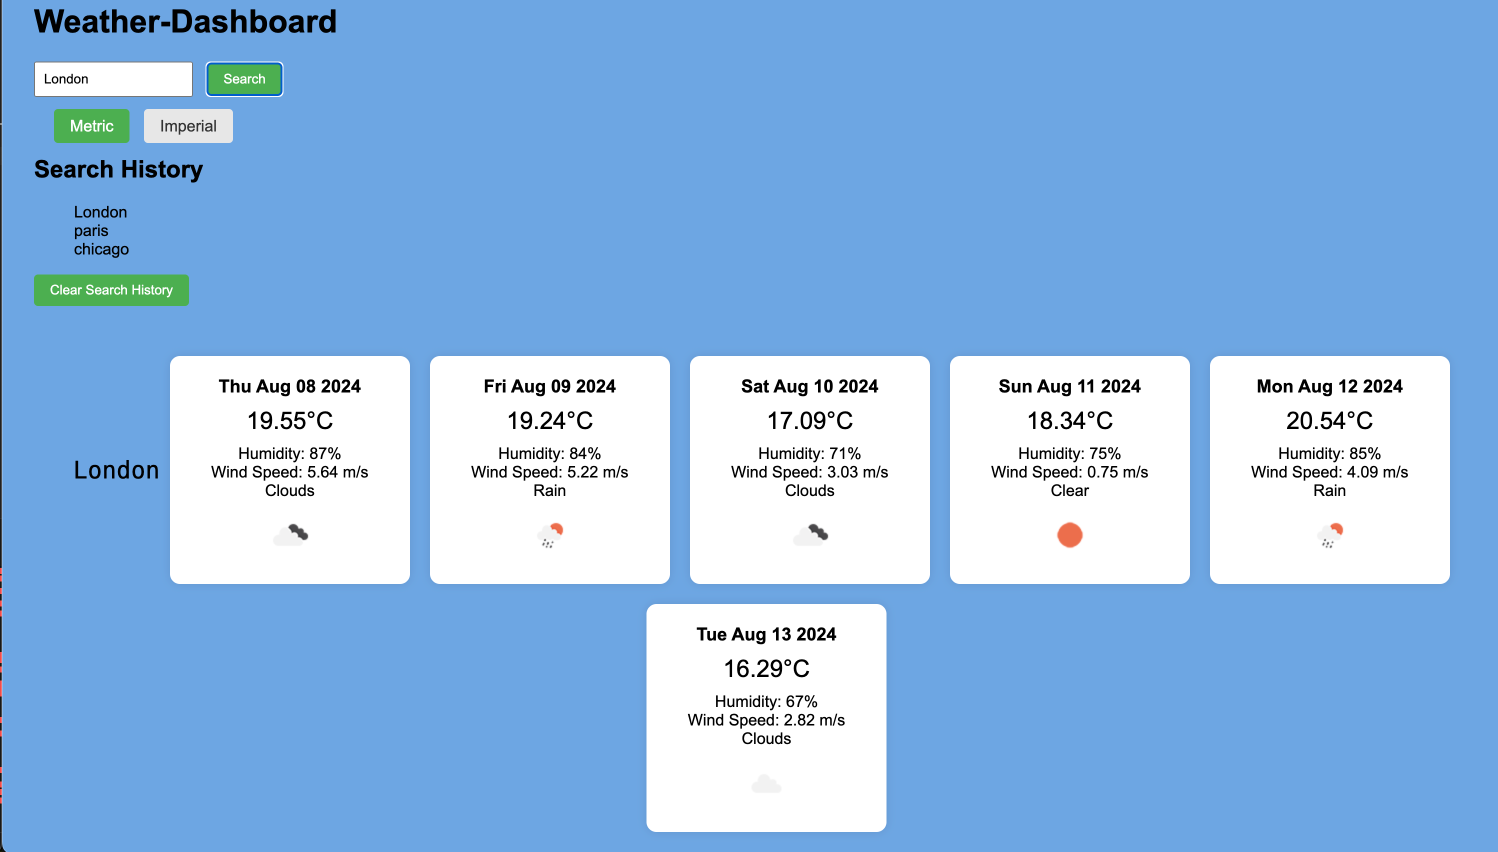 Weather-Dashboard
London
Search
Metric
Imperial
Search History
London
paris
chicago
Clear Search History
London
Thu Aug 08 2024
19.55°C
Humidity: 87%
Wind Speed: 5.64 m/s
Clouds
Fri Aug 09 2024
19.24°C
Humidity: 84%
Wind Speed: 5.22 m/s
Rain
Sat Aug 10 2024
17.09°C
Humidity: 71%
Wind Speed: 3.03 m/s
Clouds
Sun Aug 11 2024
18.34°C
Humidity: 75%
Wind Speed: 0.75 m/s
Clear
Mon Aug 12 2024
20.54°C
Humidity: 85%
Wind Speed: 4.09 m/s
Rain
Tue Aug 13 2024
16.29°C
Humidity: 67%
Wind Speed: 2.82 m/s
Clouds